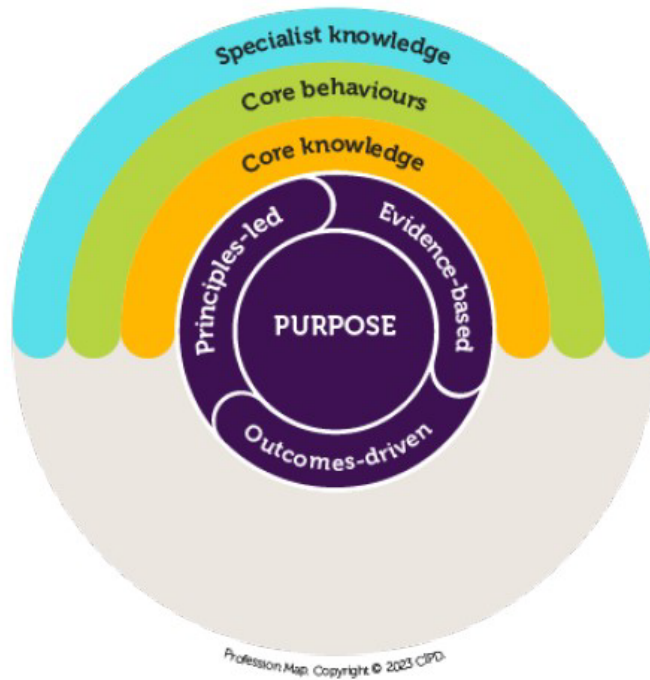 Specialist knowledge
Core behaviours
Core knowledge
Principles-led
Evidence-based
PURPOSE
Outcomes-driven
Profession Map. Copyright © 2023 CIPD.